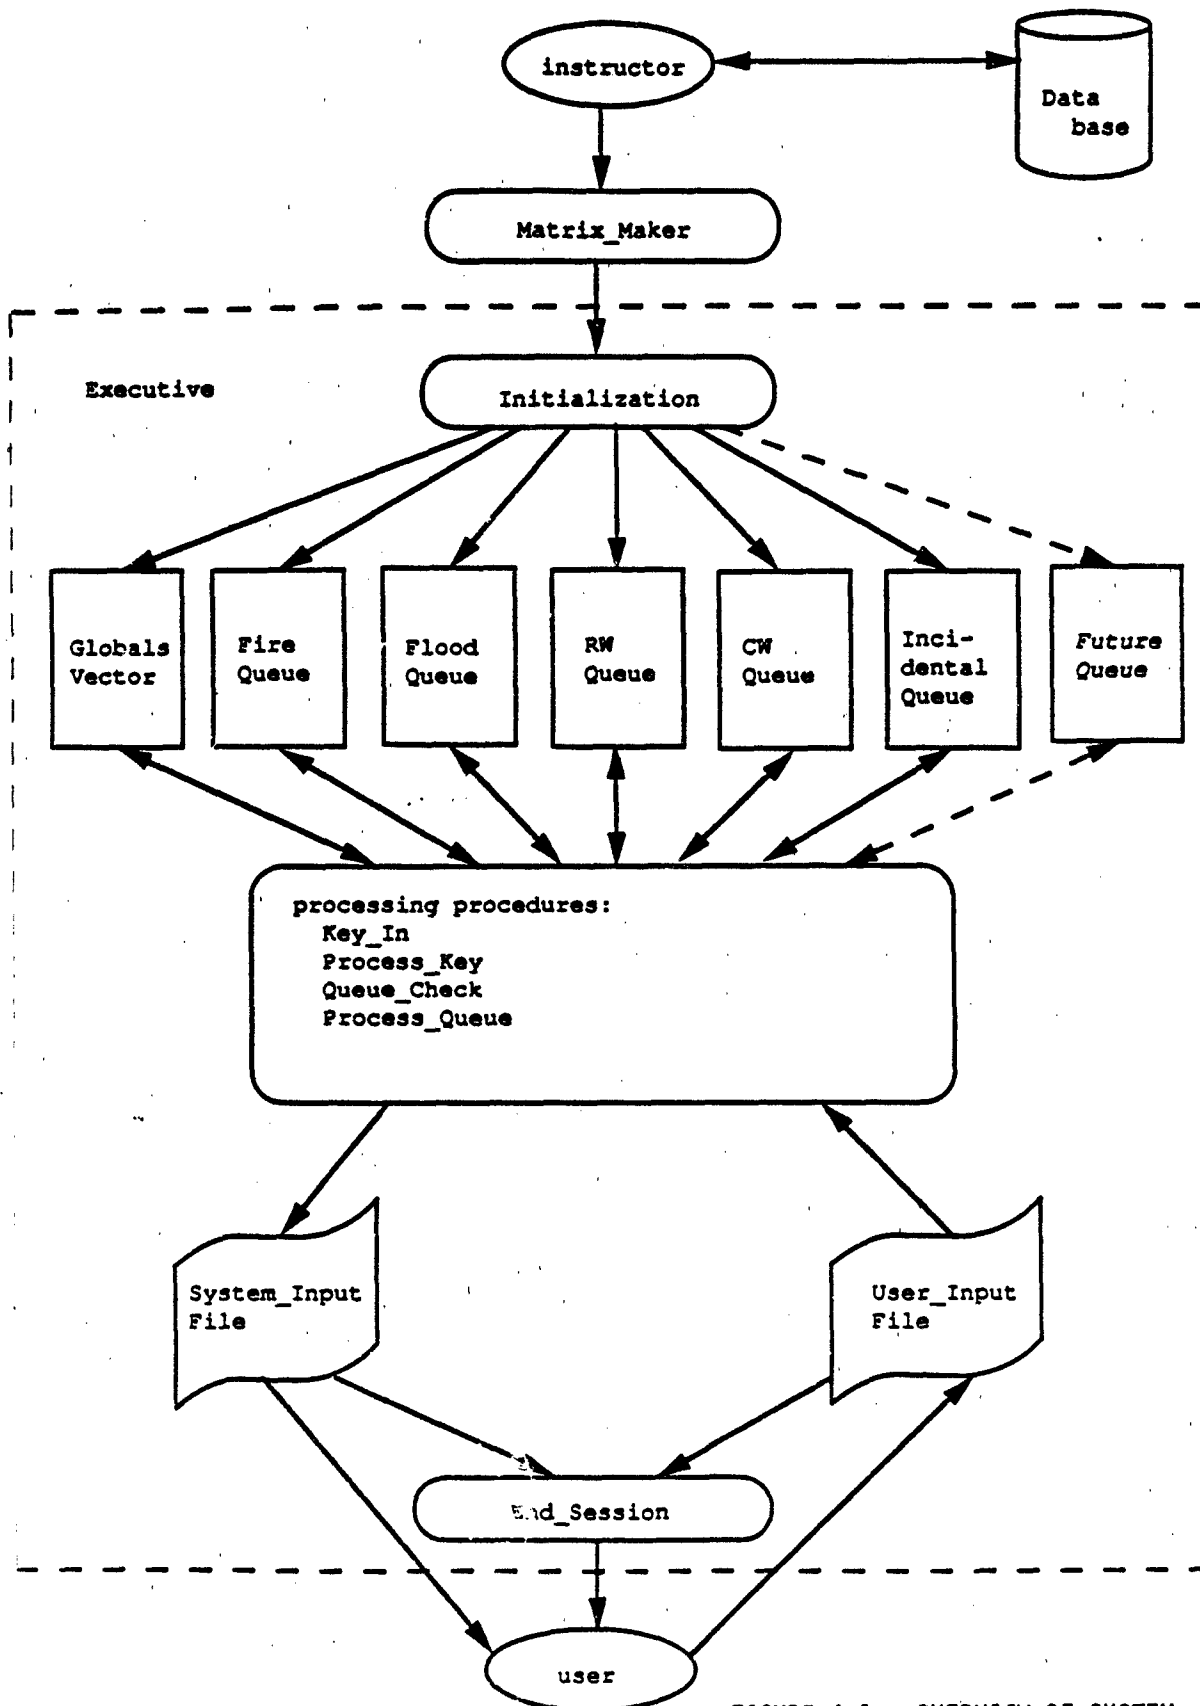 instructor
Data
base
Matrix_Maker
Executive
Initialization
Globals
Vector
Fire
Queue
Flood
Queue
RW
Queue
CW
Queue
Inci-
dental
Queue
Future
Queue
processing procedures:
Key_In
Process_Key
Queue_Check
Process_Queue
System_Input
File
User_Input
File
End_Session
user